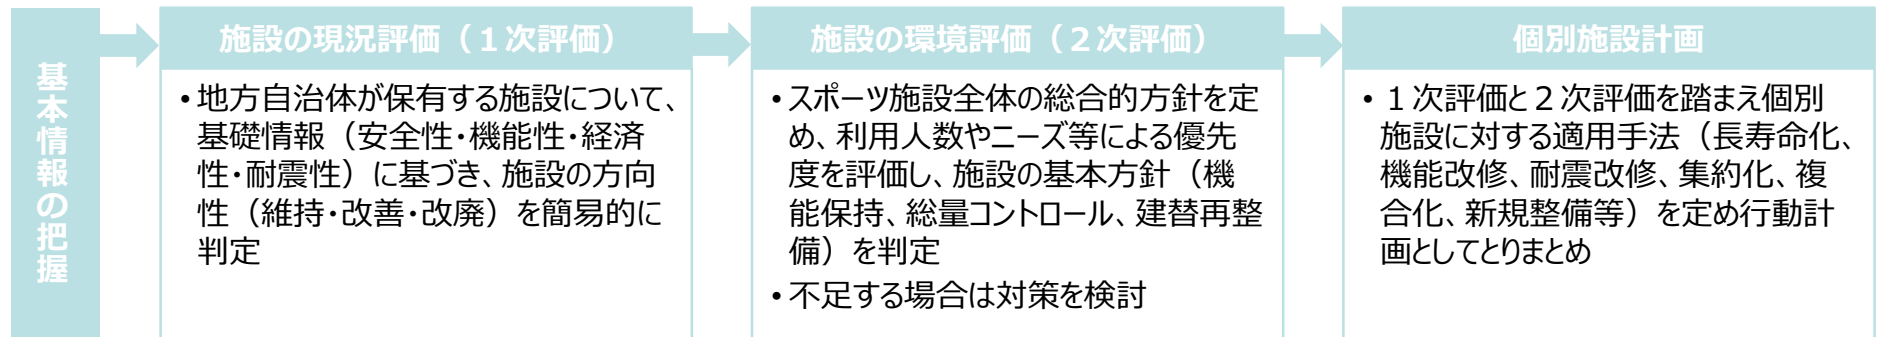 基本情報の把握
施設の現況評価（１次評価）
•地方自治体が保有する施設について、
基礎情報（安全性・機能性・経済
性・耐震性）に基づき、施設の方向
性（維持・改善・改廃）を簡易的に
判定
施設の環境評価（２次評価）
•スポーツ施設全体の総合的方針を定
め、利用人数やニーズ等による優先
度を評価し、施設の基本方針（機
能保持、総量コントロール、建替再整
備）を判定
•不足する場合は対策を検討
個別施設計画
• １次評価と２次評価を踏まえ個別
施設に対する適用手法（長寿命化、
機能改修、耐震改修、集約化、複
合化、新規整備等）を定め行動計
画としてとりまとめ